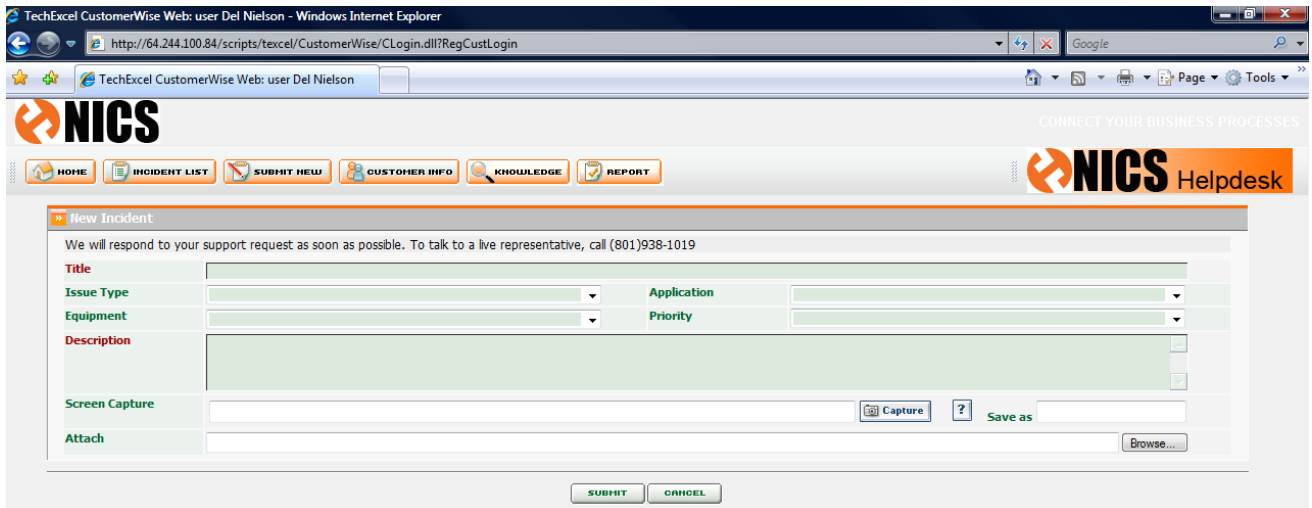 TechExcel CustomerWise Web: user Del Nielson - Windows Internet Explorer
http://64.244.100.84/scripts/texcel/CustomerWise/CLogin.dll?RegCustLogin
Google
TechExcel CustomerWise Web: user Del Nielson
Page
Tools
NICS
CONNECT YOUR BUSINESS PROCESSES
HOME INCIDENT LIST SUBMIT NEW CUSTOMER INFO KNOWLEDGE REPORT
NICS Helpdesk
New Incident
We will respond to your support request as soon as possible. To talk to a live representative, call (801)938-1019
Title
Issue Type Application
Equipment Priority
Description
Screen Capture Capture ? Save as
Attach Browse...
SUBMIT CANCEL